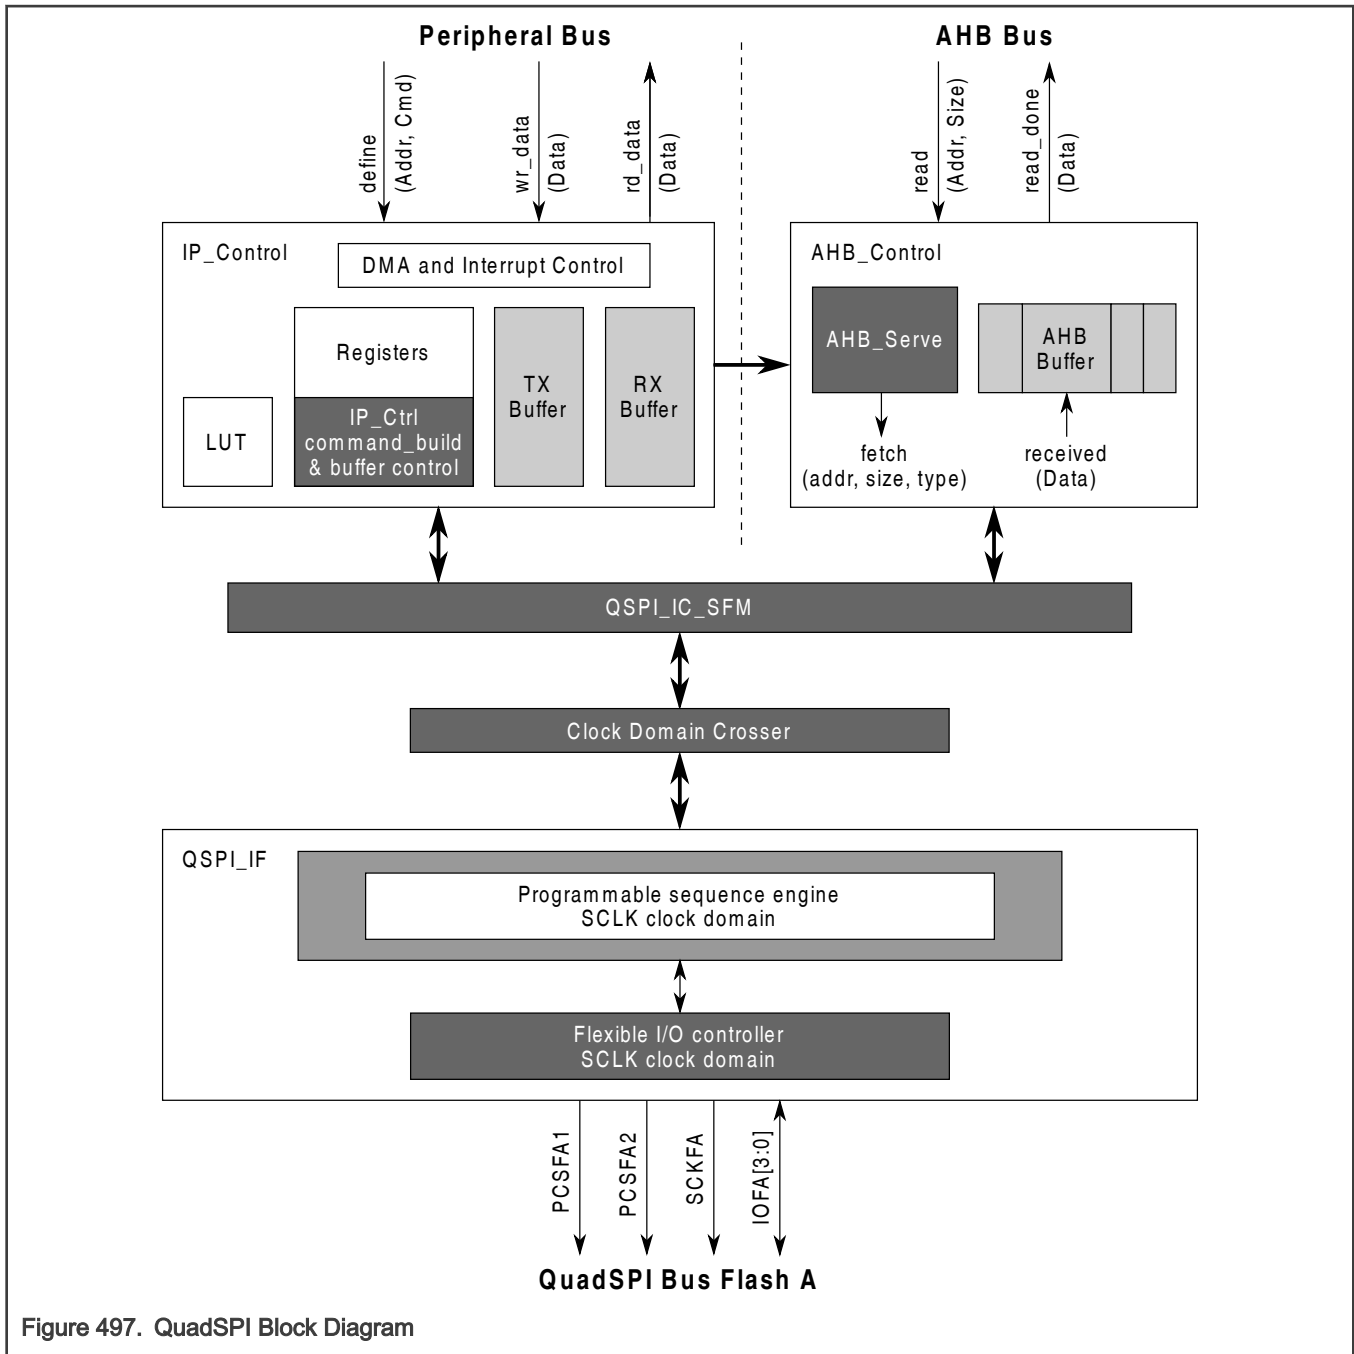 Peripheral Bus
AHB Bus
define
(Addr, Cmd)
wr_data
(Data)
rd_data
(Data)
read
(Addr, Size)
read_done
(Data)
IP_Control
DMA and Interrupt Control
Registers
IP_Ctrl
command_build
& buffer control
LUT
TX
Buffer
RX
Buffer
AHB_Control
AHB_Serve
AHB
Buffer
fetch
(addr, size, type)
received
(Data)
QSPI_IC_SFM
Clock Domain Crosser
QSPI_IF
Programmable sequence engine
SCLK clock domain
Flexible I/O controller
SCLK clock domain
PCSFA1
PCSFA2
SCKFA
IOFA[3:0]
QuadSPI Bus Flash A
Figure 497. QuadSPI Block Diagram